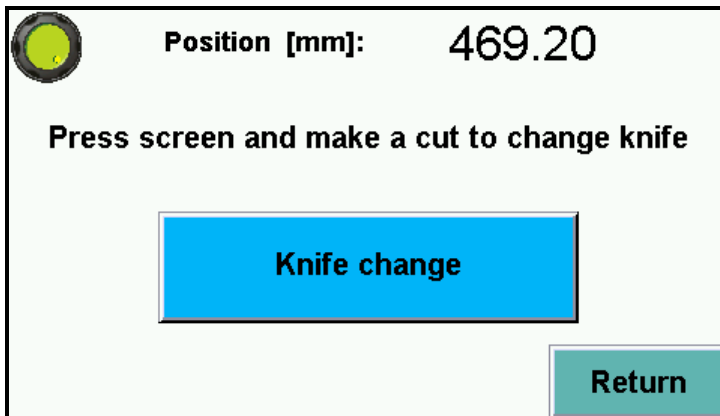 Position [mm]: 469.20
Press screen and make a cut to change knife
Knife change
Return